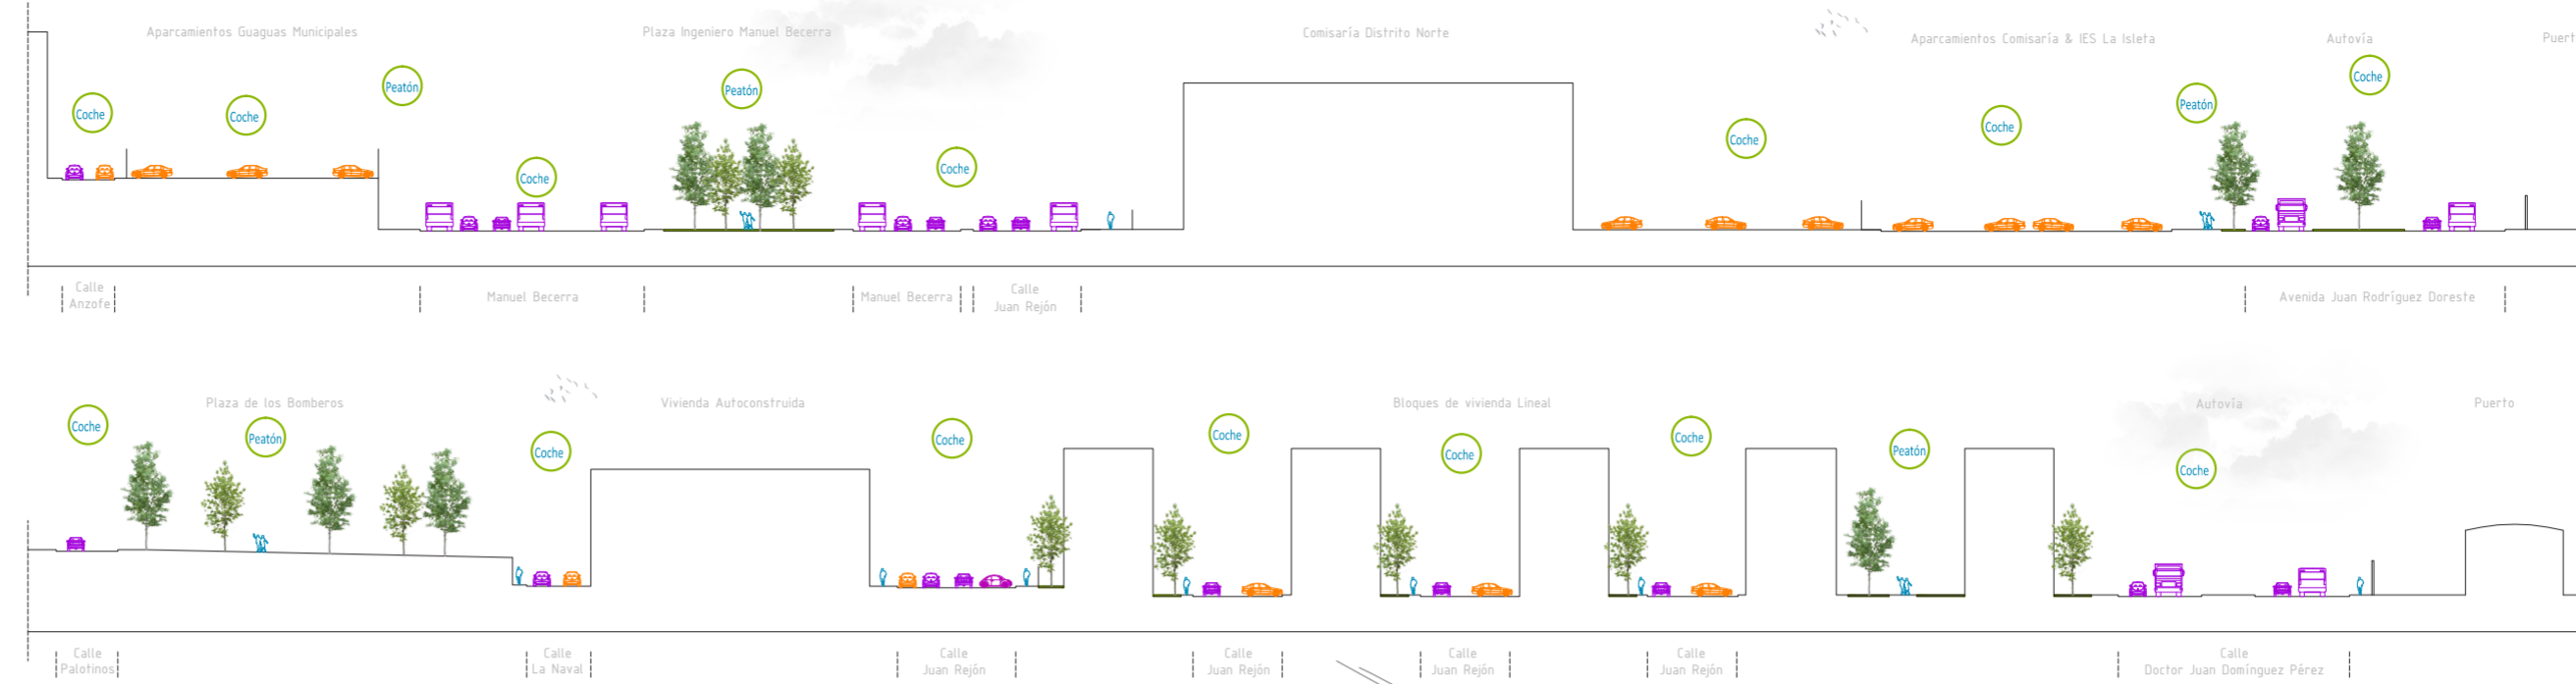 Aparcamientos Guaguas Municipales
Plaza Ingeniero Manuel Becerra
Comisaría Distrito Norte
Aparcamientos Comisaría & IES La Isleta
Autovía
Puert
Coche
Coche
Peatón
Coche
Peatón
Coche
Coche
Coche
Peatón
Coche
Calle
Anzofe
Manuel Becerra
Manuel Becerra
Calle
Juan Rejón
Avenida Juan Rodríguez Doreste
Plaza de los Bomberos
Vivienda Autoconstruida
Bloques de vivienda Lineal
Autovía
Puerto
Coche
Peatón
Coche
Coche
Coche
Coche
Coche
Peatón
Coche
Calle
Palotinos
Calle
La Naval
Calle
Juan Rejón
Calle
Juan Rejón
Calle
Juan Rejón
Calle
Juan Rejón
Calle
Doctor Juan Domínguez Pérez